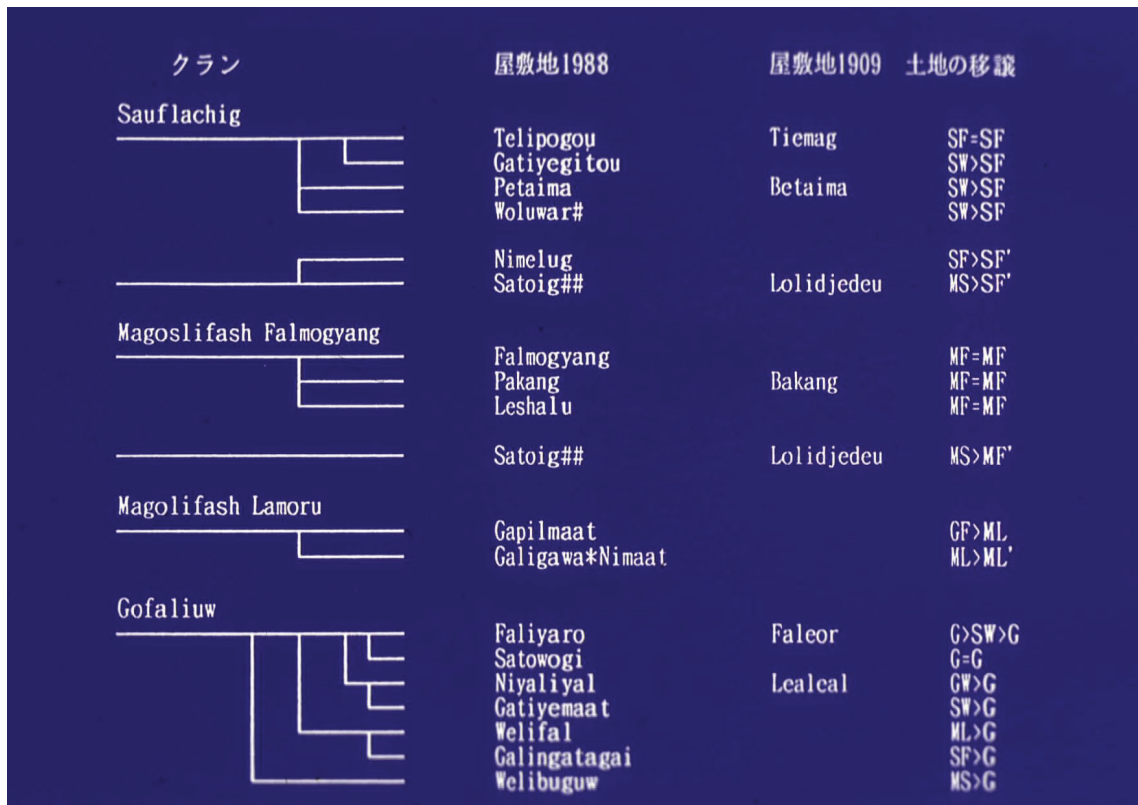 クラン 屋敷地1988 屋敷地1909 土地の移譲
Sauflachig
Telipogou Tiemag SF=SF
Gatiyegitou SW>SF
Petaima Betaima SW>SF
Woluwar# SW>SF
Nimelug SF>SF'
Satoig## Lolidjedeu MS>SF'
Magoslifash Falmogyang
Falmogyang MF=MF
Pakang Bakang MF=MF
Leshalu MF=MF
Satoig## Lolidjedeu MS>MF'
Magolifash Lamoru
Gapilmaat GF>ML
Galigawa*Nimaat ML>ML'
Gofaliuw
Faliyaro Faleor G>SW>G
Satowogi G=G
Niyaliyal Lealeal GW>G
Gatiyemaat SW>G
Welifal ML>G
Galingatagai SF>G
Welibuguw MS>G